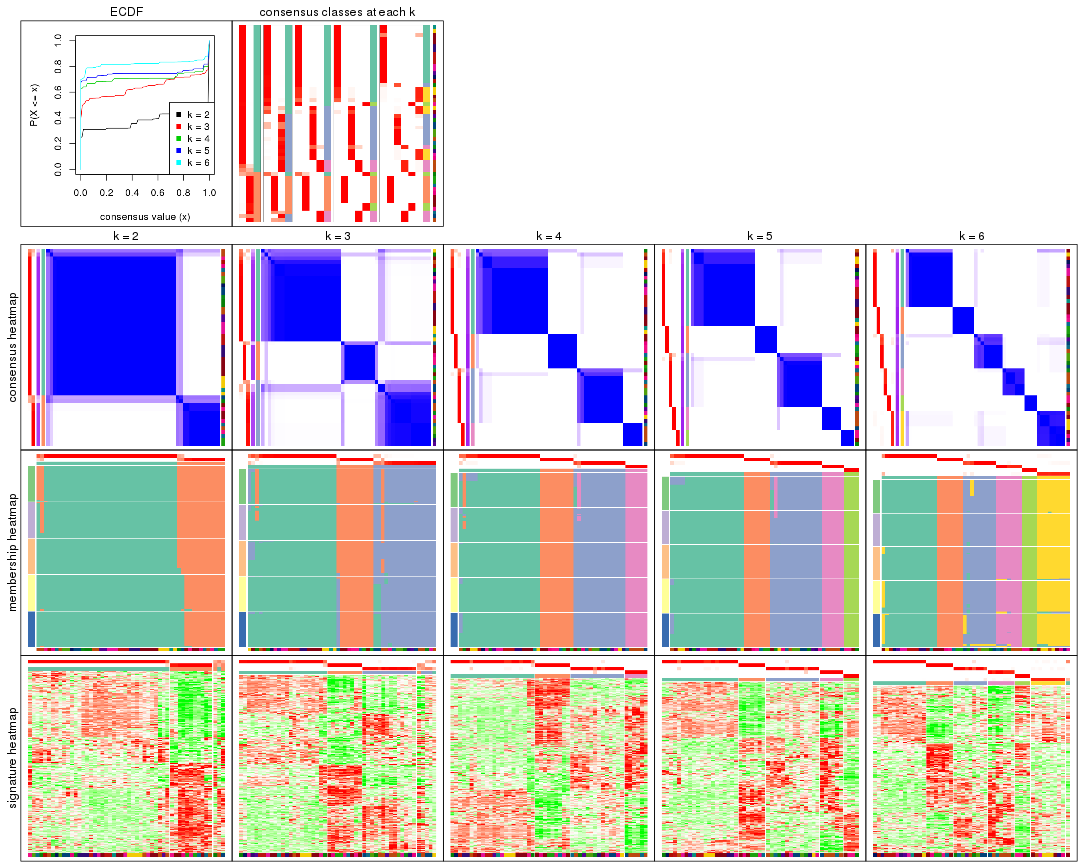 ECDF
consensus classes at each k
P(X <= x)
0.0 0.2 0.4 0.6 0.8 1.0
k = 2
k = 3
k = 4
k = 5
k = 6
0.0 0.2 0.4 0.6 0.8 1.0
consensus value (x)
k = 2
k = 3
k = 4
k = 5
k = 6
consensus heatmap
membership heatmap
signature heatmap